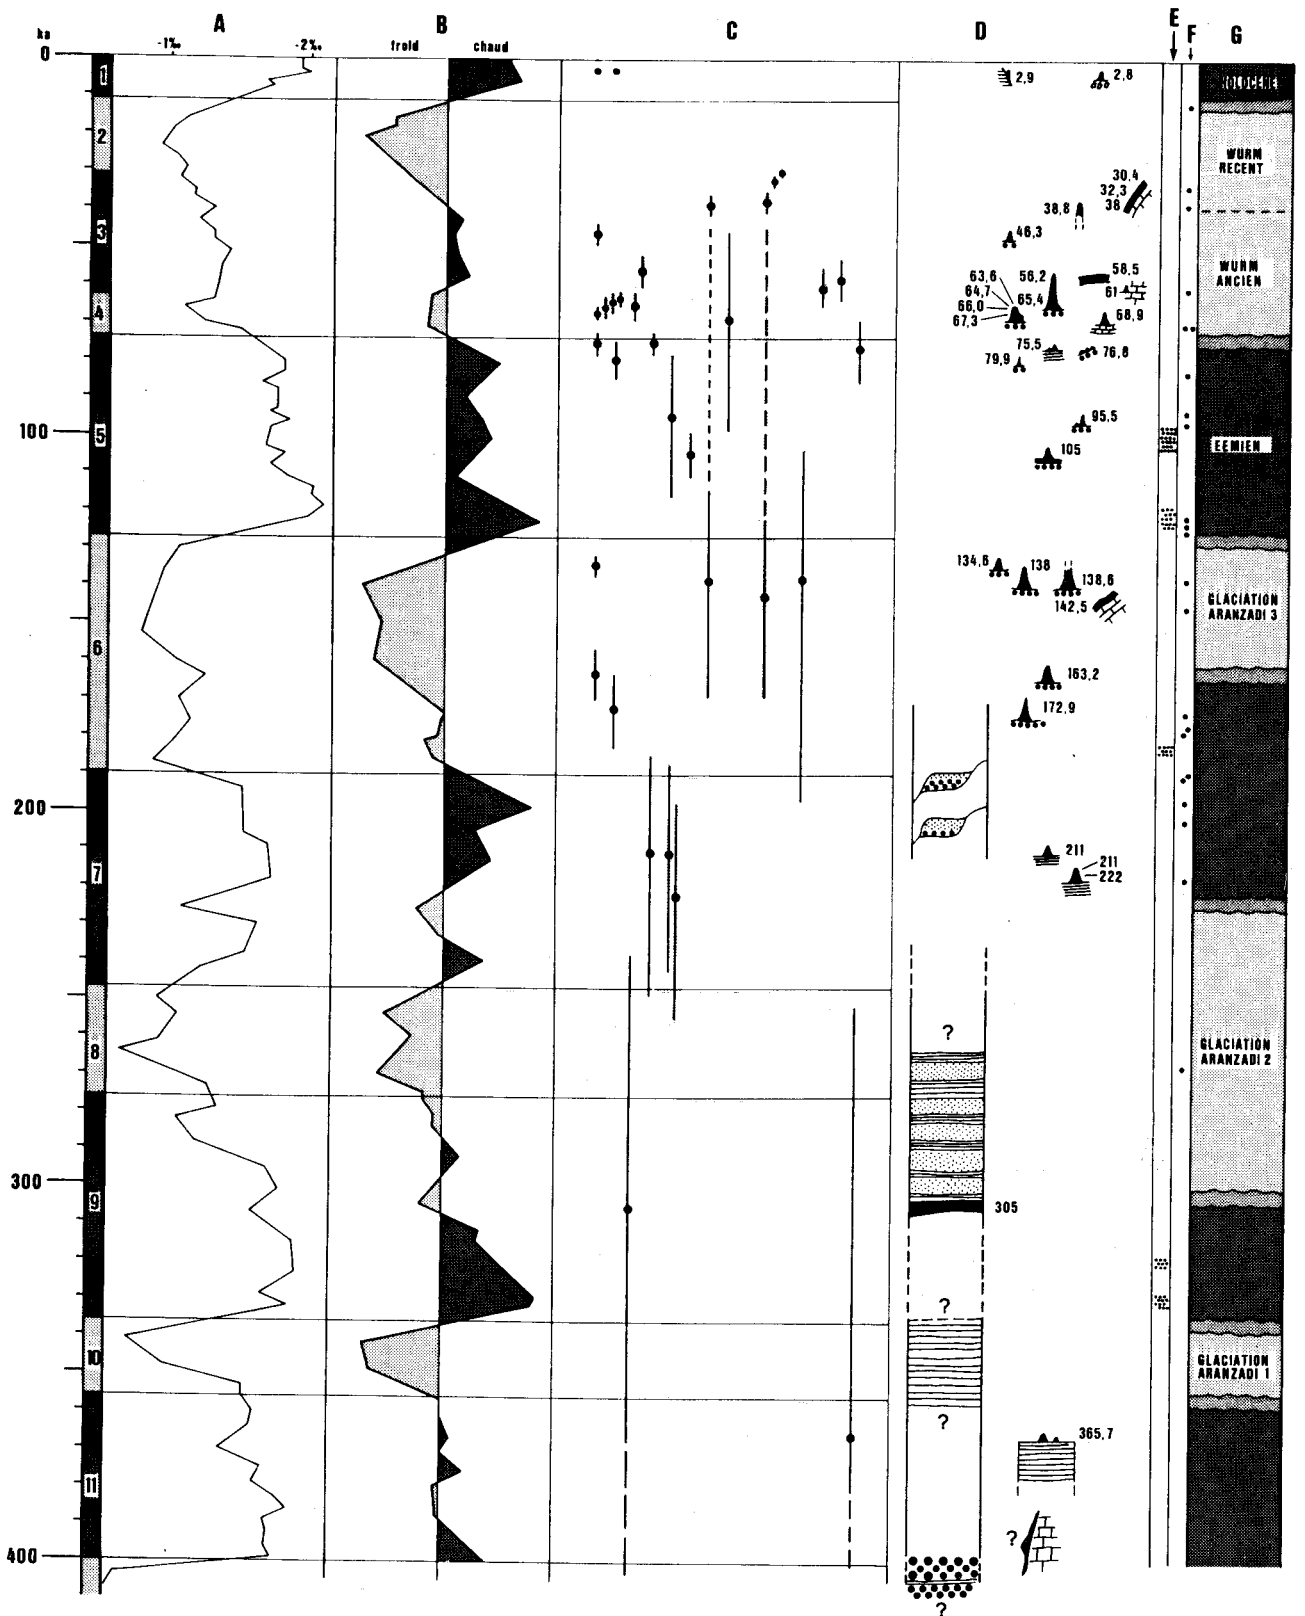 A
B
C
D
E
F
G
ka
0
-1‰
-2‰
froid
chaud
1
2,9
2,8
HOLOCENE
2
WURM
RECENT
30,4
32,3
38
38,8
3
46,3
WURM
ANCIEN
63,6
56,2
58,5
64,7
65,4
61
66,0
67,3
68,9
4
75,5
76,8
79,9
95,5
100
5
105
EEMIEN
134,6
138
138,6
142,5
GLACIATION
ARANZADI 3
6
163,2
172,9
200
211
211
222
7
?
8
GLACIATION
ARANZADI 2
300
9
305
?
10
GLACIATION
ARANZADI 1
?
365,7
11
?
400
?